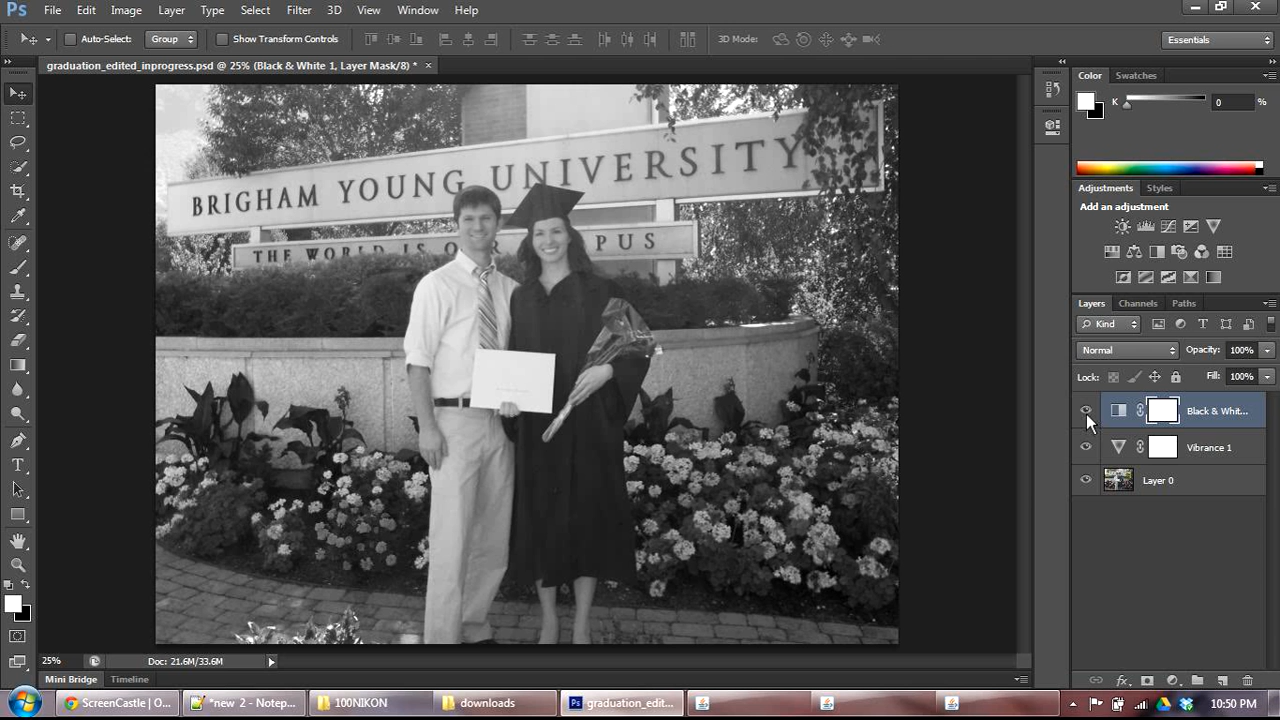 Ps File Edit Image Layer Type Select Filter 3D View Window Help
Auto-Select: Group Show Transform Controls 3D Mode: Essentials
graduation_edited_inprogress.psd @ 25% (Black & White 1, Layer Mask/8) *
Color Swatches
K 0 %
BRIGHAM YOUNG UNIVERSITY
THE WORLD IS
Adjustments Styles
Add an adjustment
Layers Channels Paths
Kind
Normal Opacity: 100%
Lock: Fill: 100%
Black & Whit...
Vibrance 1
Layer 0
25% Doc: 21.6M/33.6M
Mini Bridge Timeline
ScreenCastle | O... *new 2 - Notep... 100NIKON downloads graduation_edit... 10:50 PM